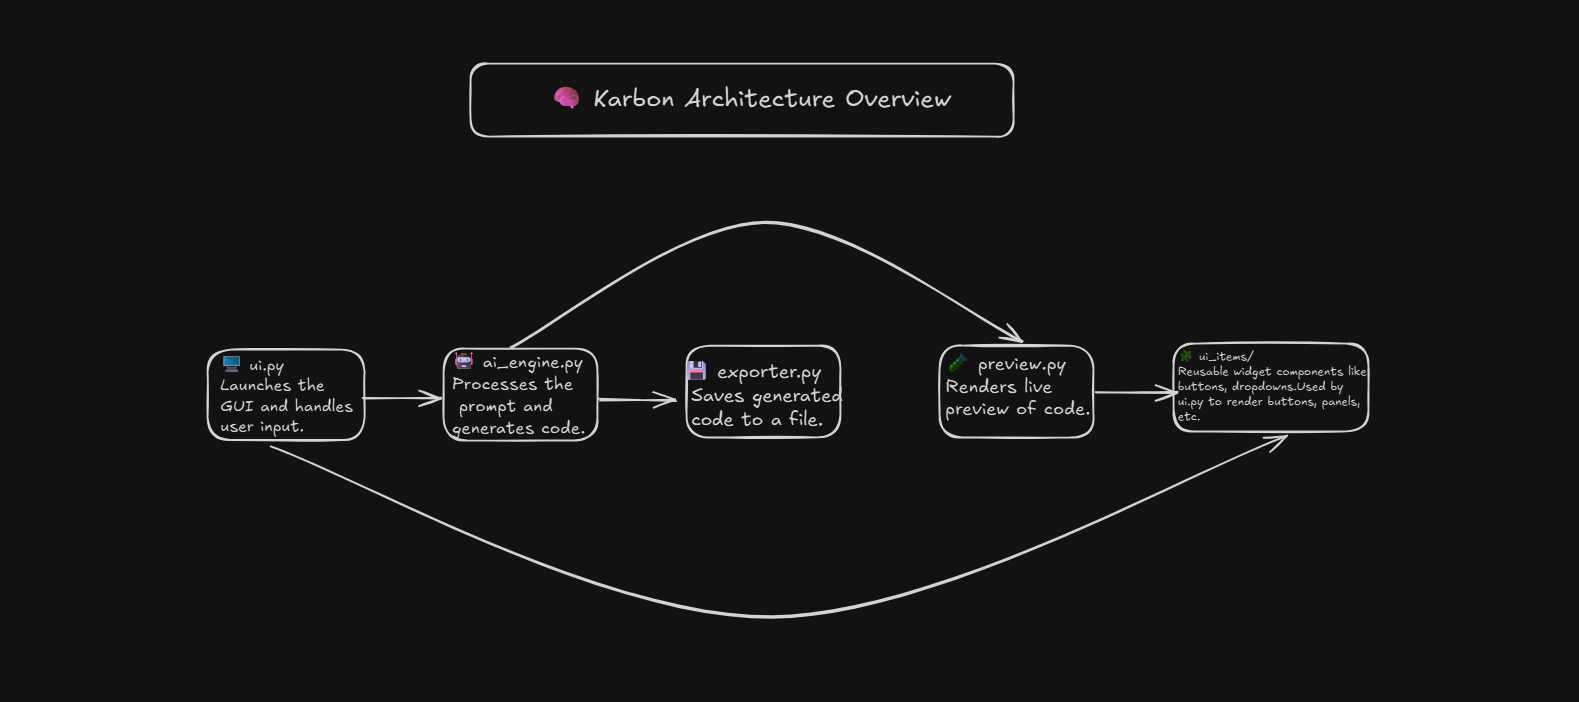 🧠 Karbon Architecture Overview
🖥️ ui.py
Launches the
GUI and handles
user input.
🤖 ai_engine.py
Processes the
prompt and
generates code.
💾 exporter.py
Saves generated
code to a file.
🧪 preview.py
Renders live
preview of code.
🍀 ui_items/
Reusable widget components like
buttons, dropdowns.Used by
ui.py to render buttons, panels,
etc.